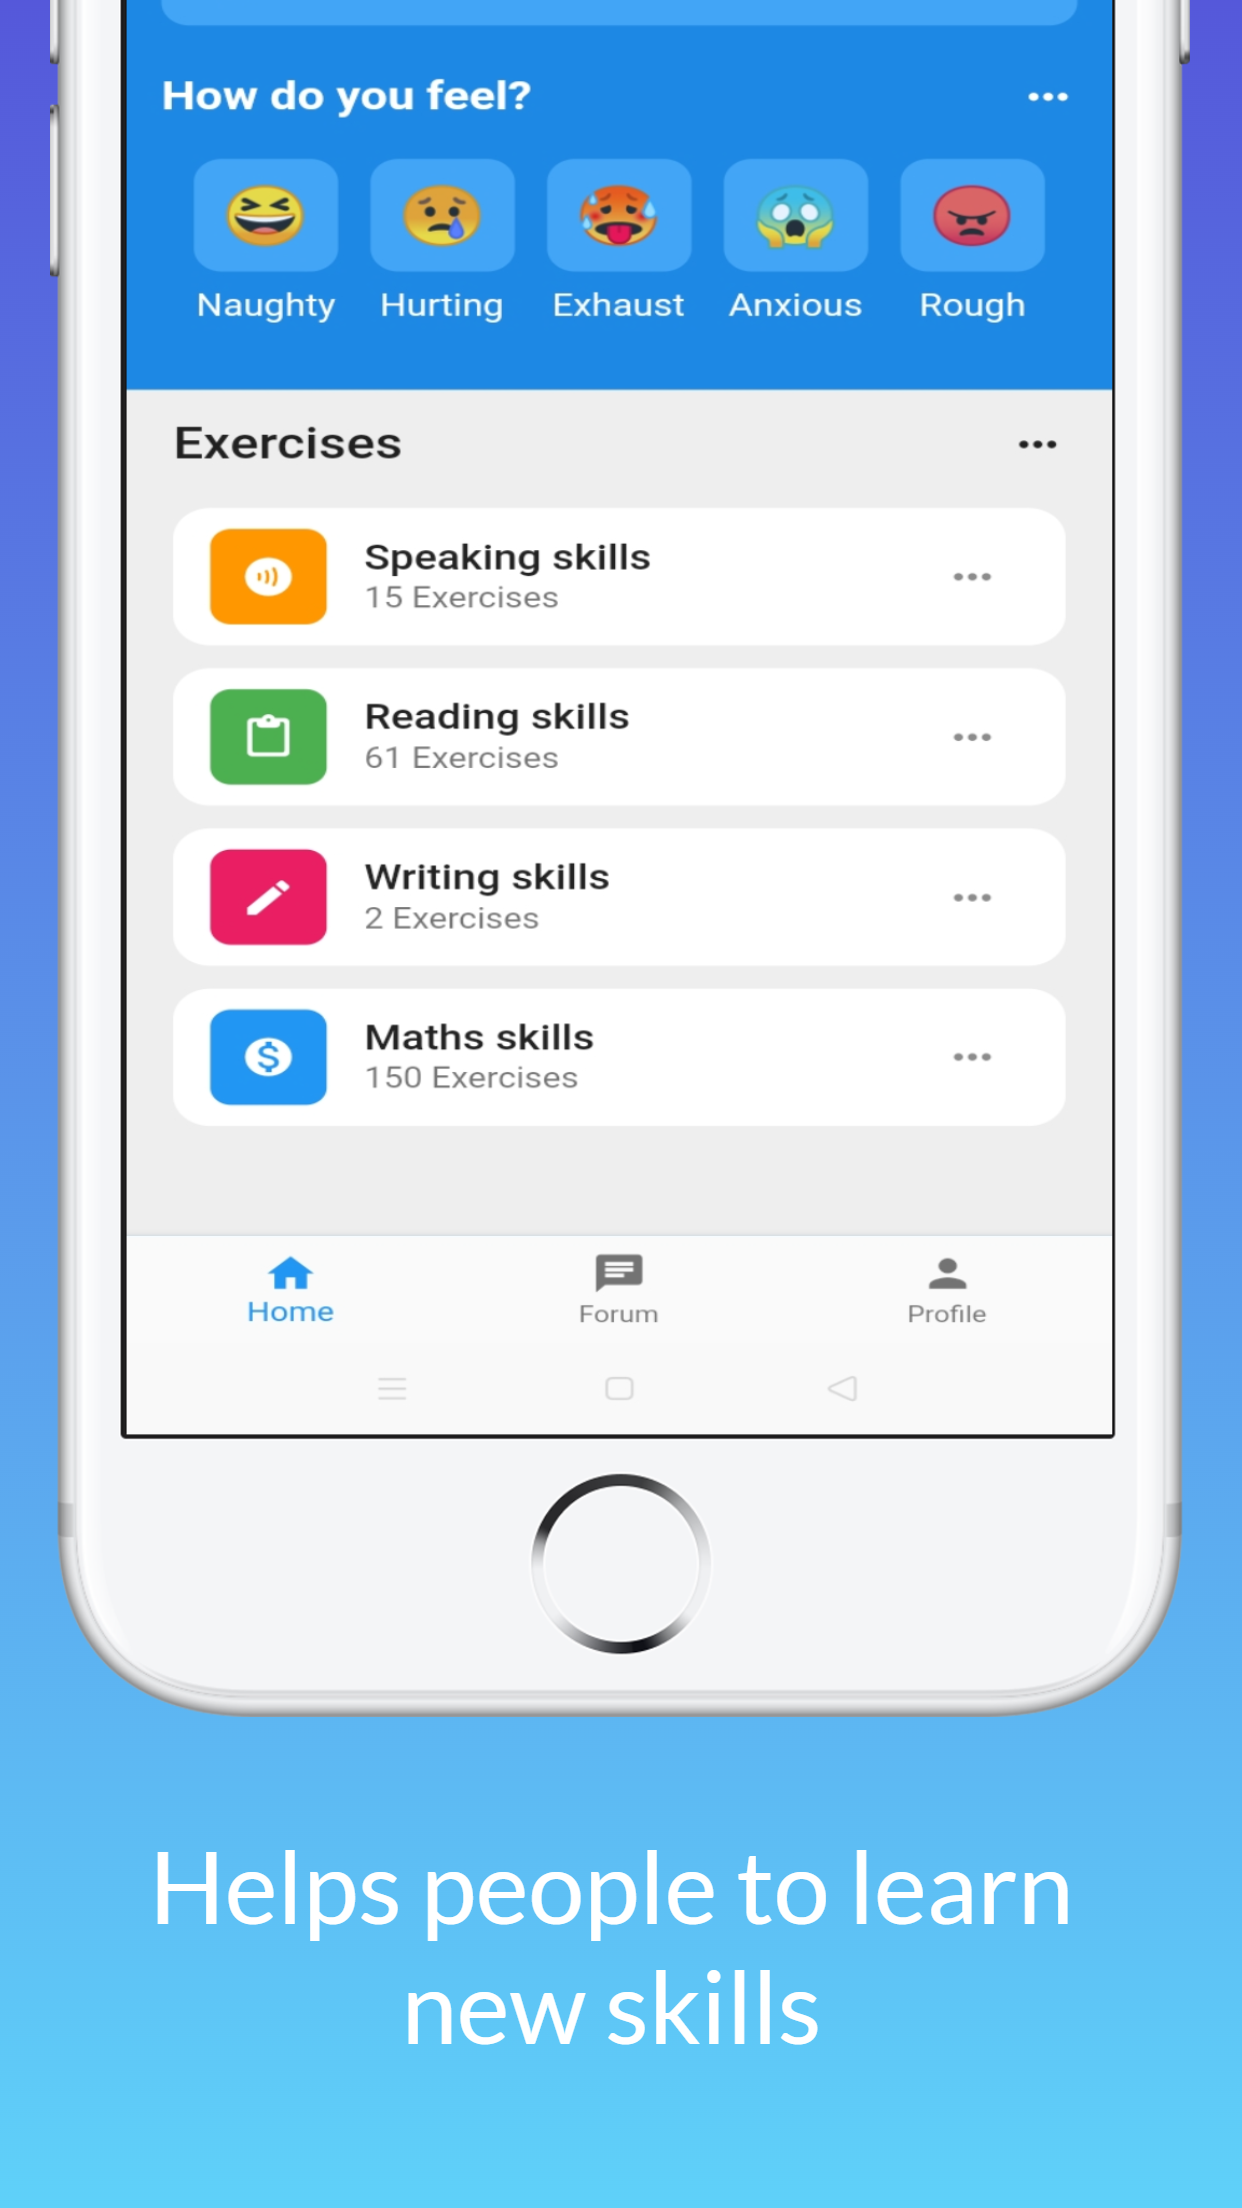 How do you feel?
Naughty Hurting Exhaust Anxious Rough
Exercises
Speaking skills
15 Exercises
Reading skills
61 Exercises
Writing skills
2 Exercises
Maths skills
150 Exercises
Home Forum Profile
Helps people to learn
new skills